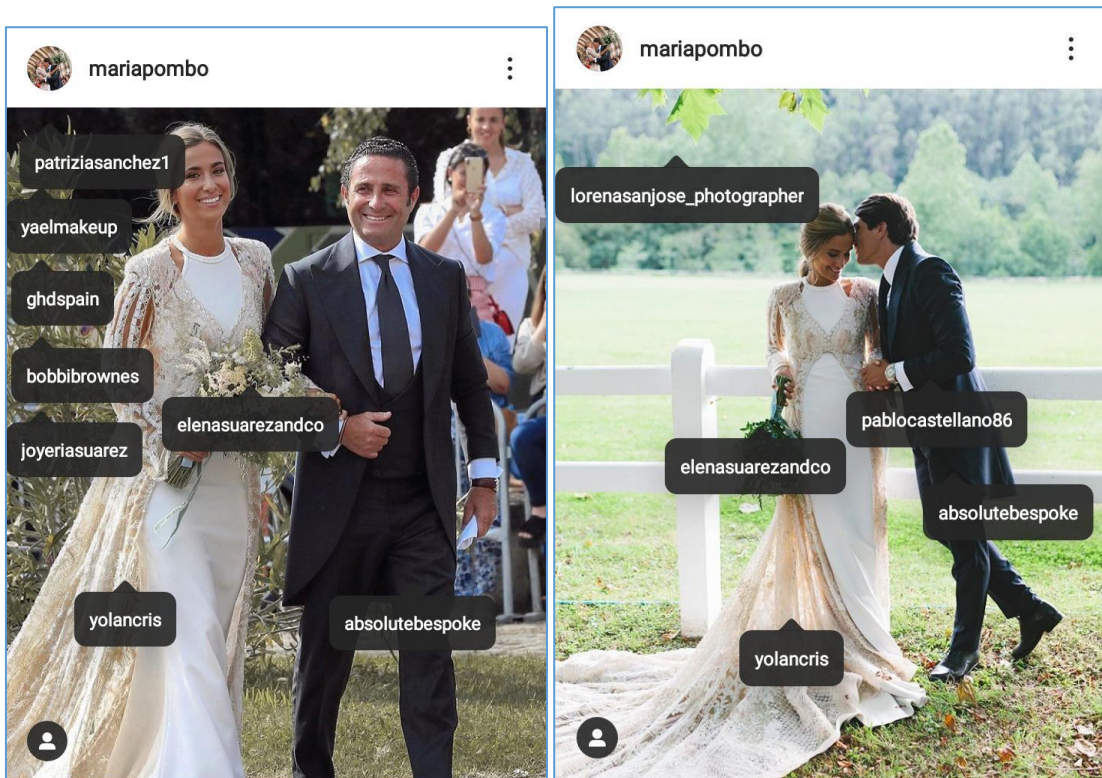 mariapombo
patriziasanchez1
yaelmakeup
ghdspain
bobbibrownes
elenasuarezandco
joyeriasuarez
yolancris
absolutebespoke
mariapombo
lorenasanjose_photographer
pablocastellano86
elenasuarezandco
absolutebespoke
yolancris